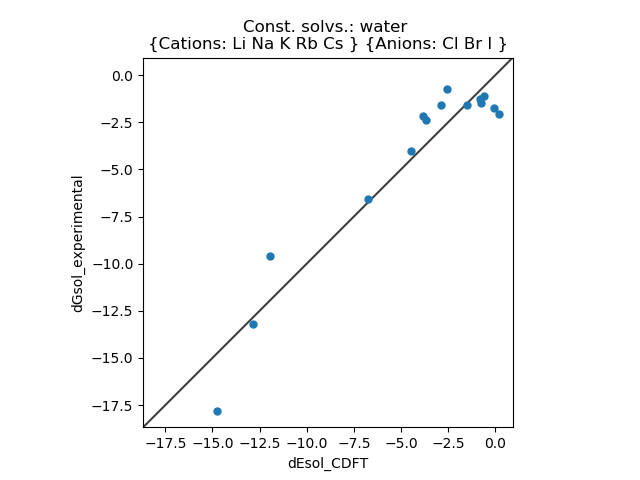 Const. solvs.: water
{Cations: Li Na K Rb Cs } {Anions: Cl Br I }
dGsol_experimental
0.0
−2.5
−5.0
−7.5
−10.0
−12.5
−15.0
−17.5
−17.5 −15.0 −12.5 −10.0 −7.5 −5.0 −2.5 0.0
dEsol_CDFT